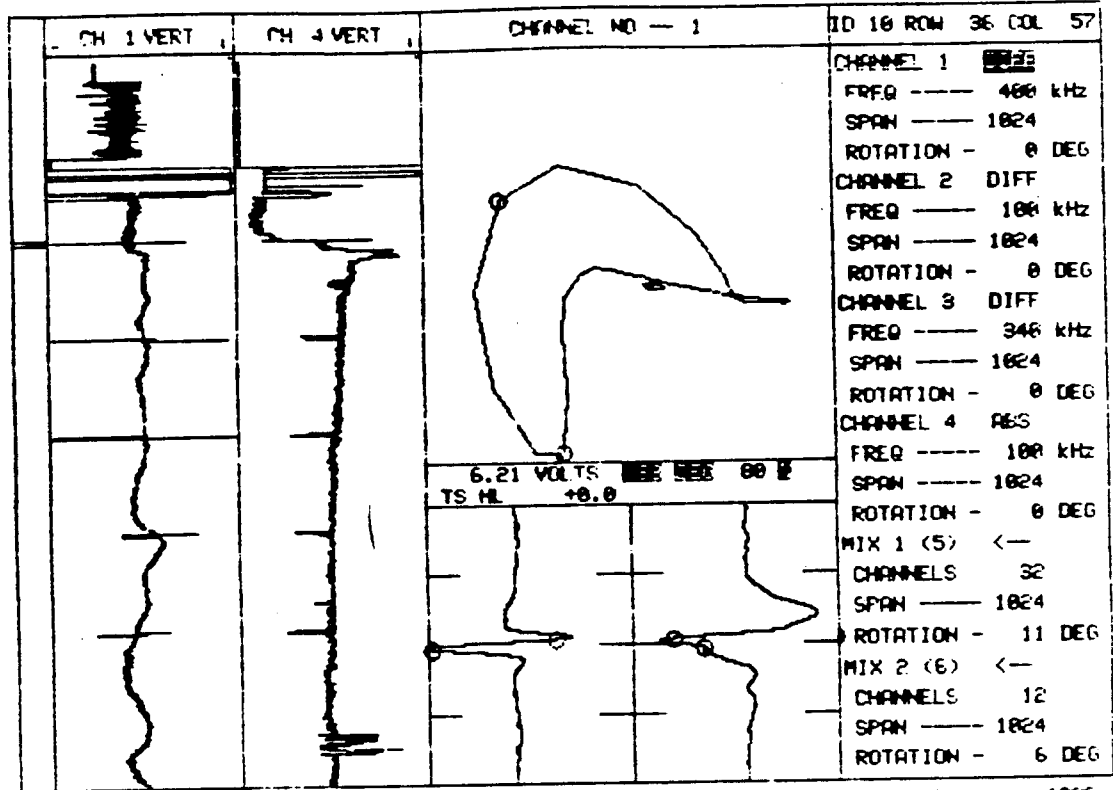 CH 1 VERT
CH 4 VERT
CHANNEL NO — 1
ID 10 ROW 36 COL 57
CHANNEL 1
FREQ ----- 400 kHz
SPAN ----- 1024
ROTATION - 0 DEG
CHANNEL 2 DIFF
FREQ ----- 100 kHz
SPAN ----- 1024
ROTATION - 0 DEG
CHANNEL 3 DIFF
FREQ ----- 340 kHz
SPAN ----- 1024
ROTATION - 0 DEG
CHANNEL 4 ABS
FREQ ----- 100 kHz
SPAN ----- 1024
ROTATION - 0 DEG
MIX 1 (5) <—
CHANNELS 32
SPAN ----- 1024
ROTATION - 11 DEG
MIX 2 (6) <—
CHANNELS 12
SPAN ----- 1024
ROTATION - 6 DEG
6.21 VOLTS 80
TS HL +0.0